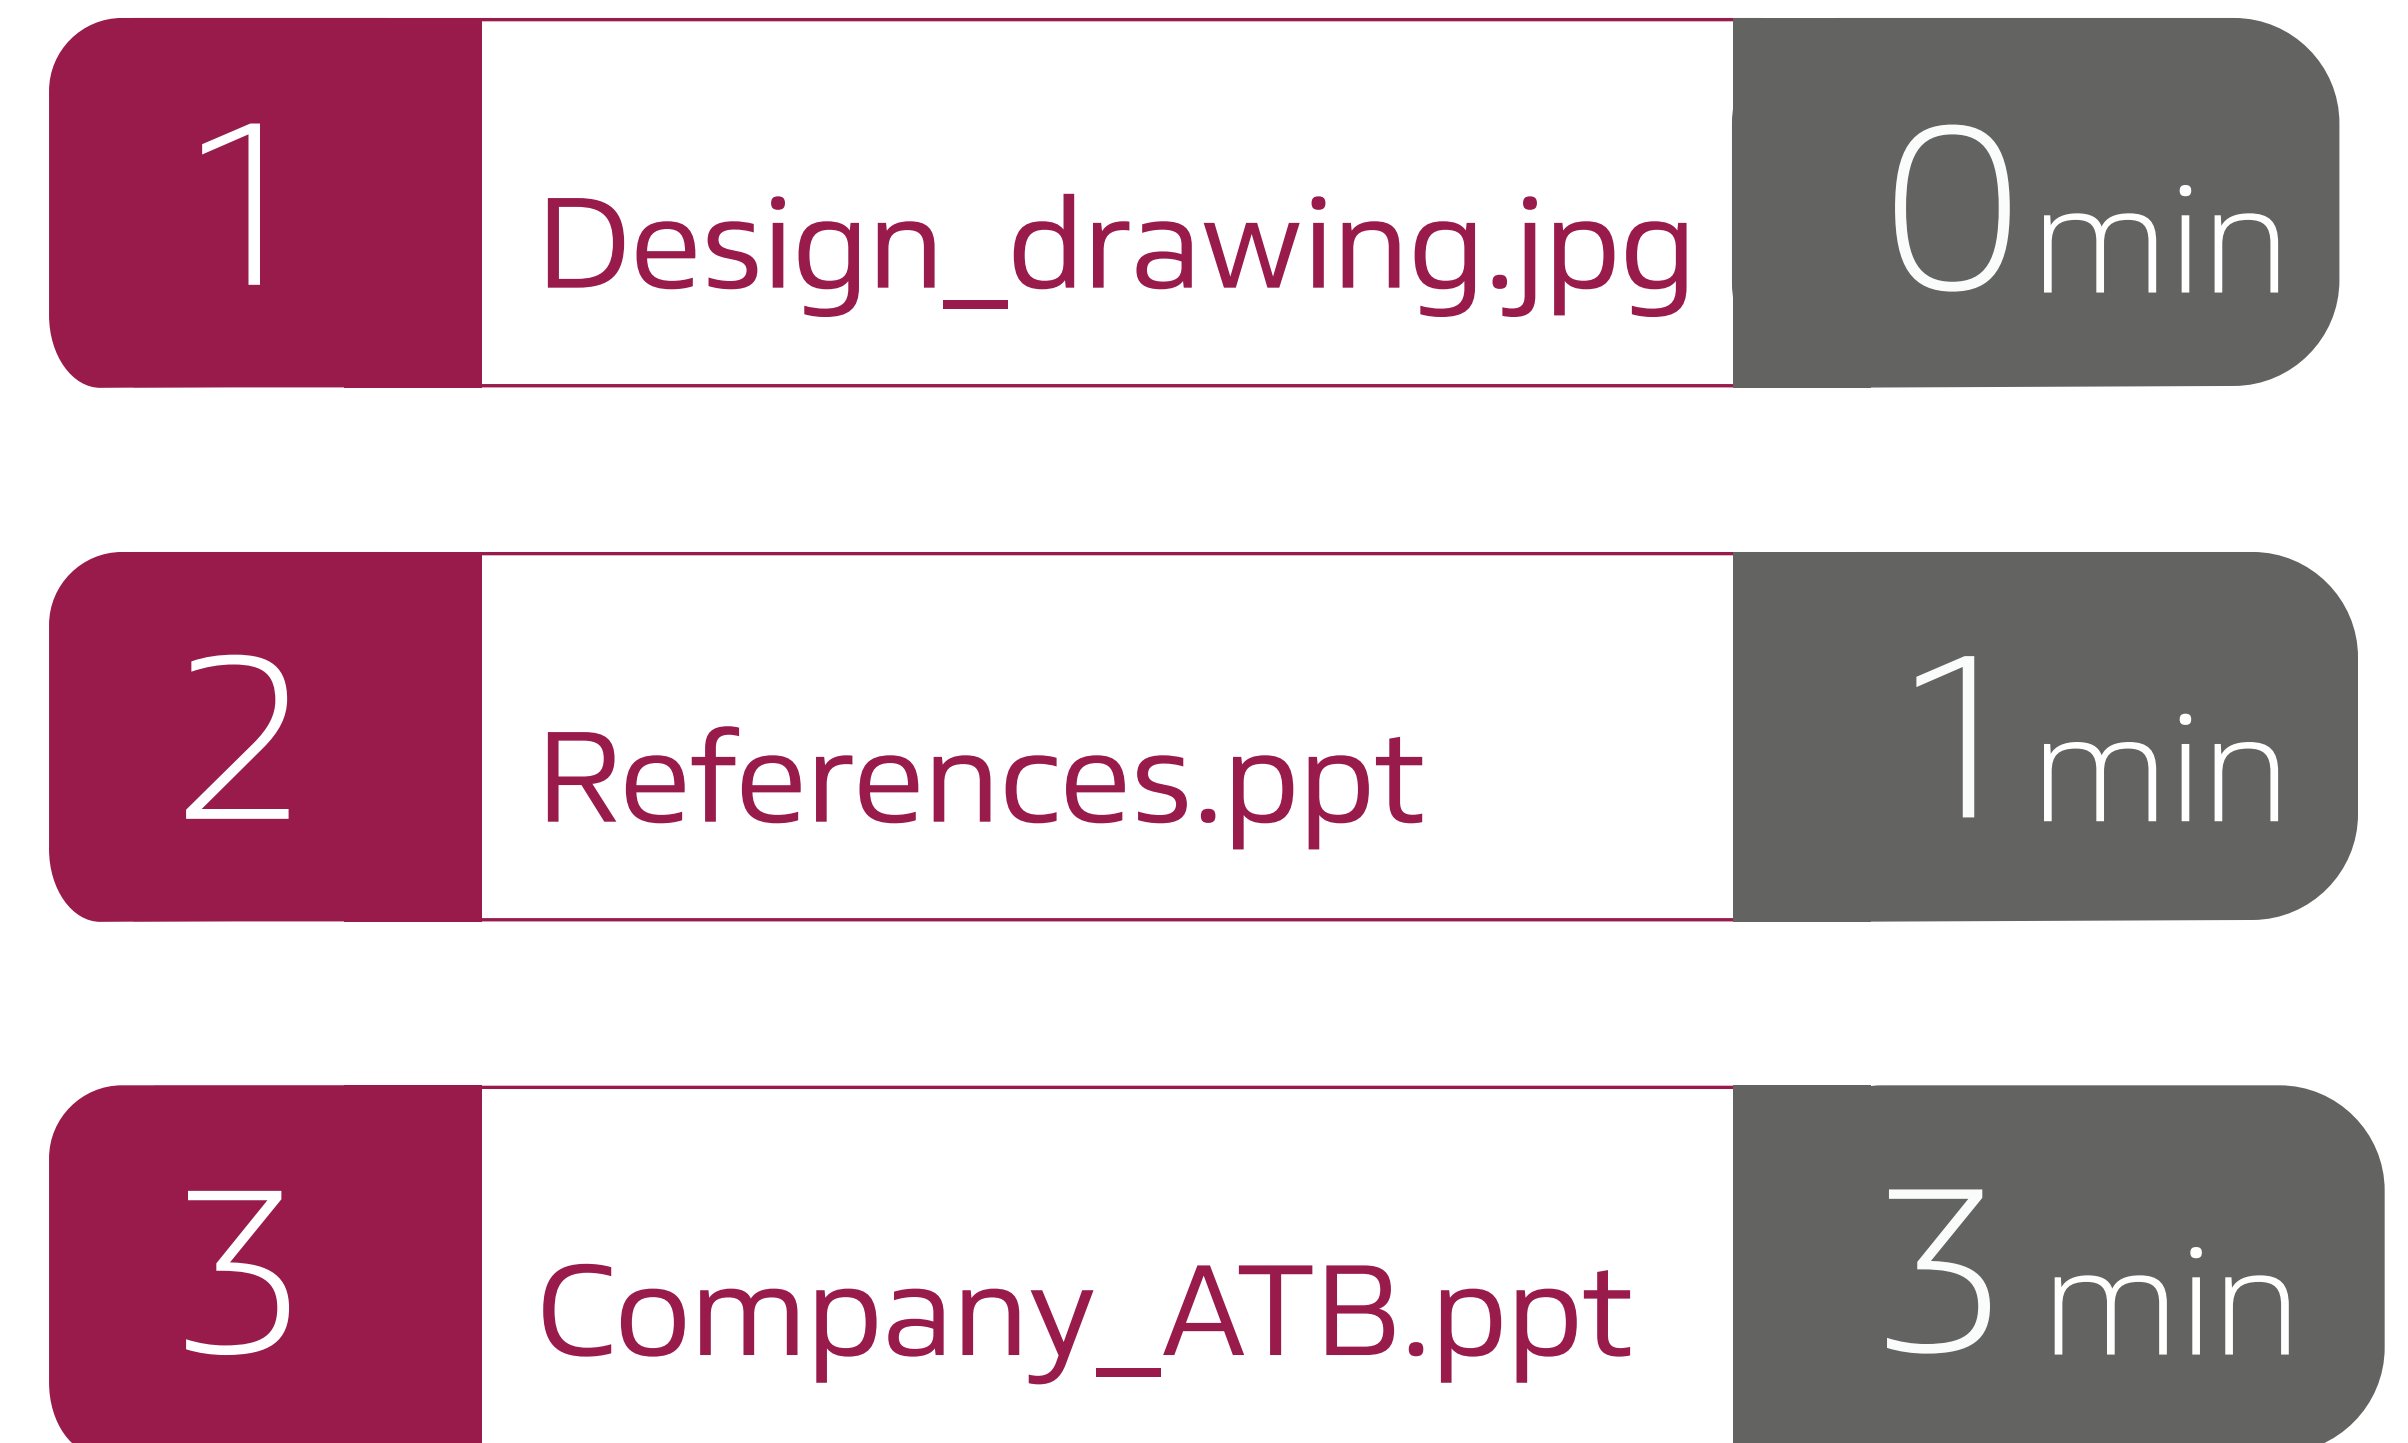 1 Design_drawing.jpg 0min
2 References.ppt 1min
3 Company_ATB.ppt 3 min